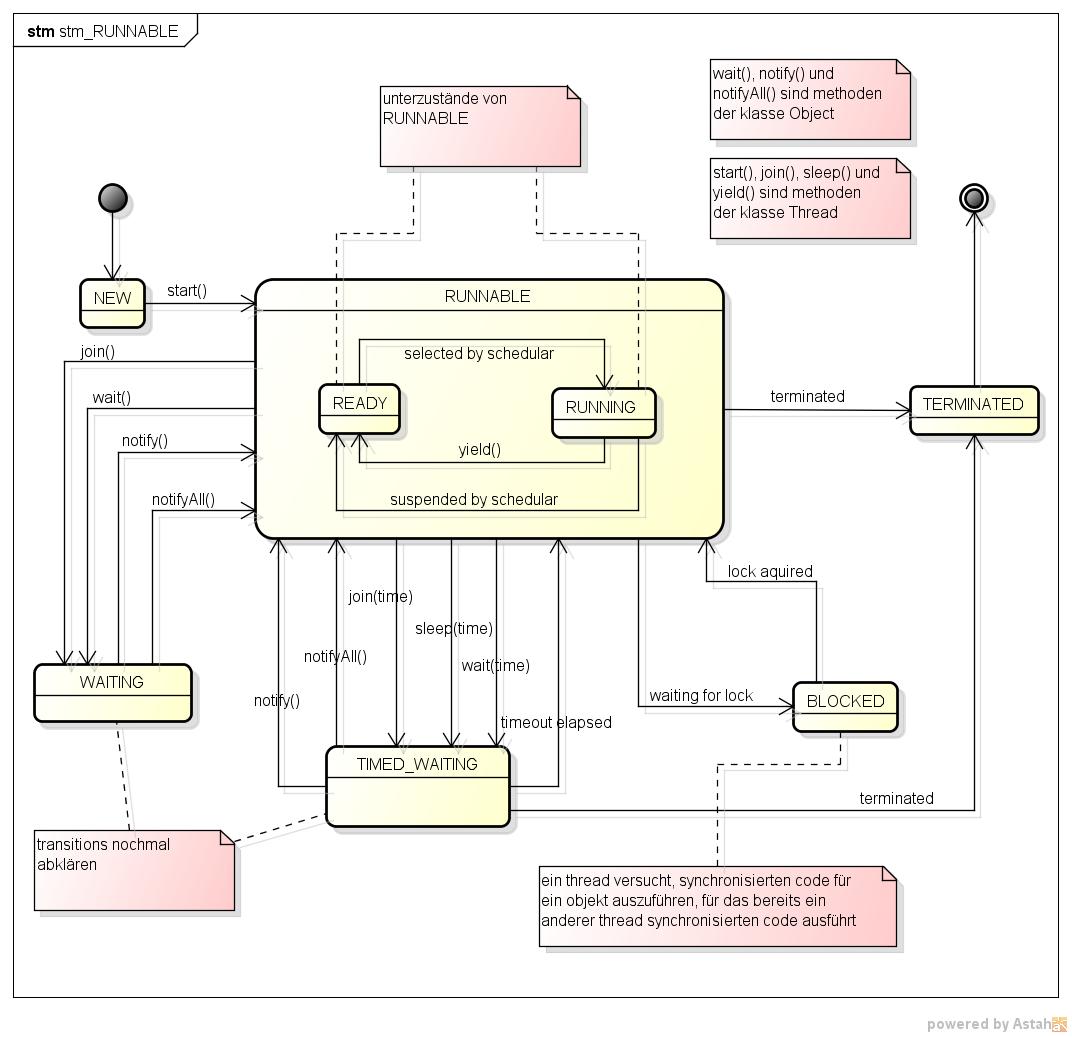 stm stm_RUNNABLE
wait(), notify() und
notifyAll() sind methoden
der klasse Object
unterzustände von
RUNNABLE
start(), join(), sleep() und
yield() sind methoden
der klasse Thread
NEW
start()
RUNNABLE
join()
selected by schedular
wait()
READY
RUNNING
terminated
TERMINATED
notify()
yield()
notifyAll()
suspended by schedular
lock aquired
join(time)
sleep(time)
notifyAll()
wait(time)
WAITING
notify()
waiting for lock
BLOCKED
timeout elapsed
TIMED_WAITING
terminated
transitions nochmal
abklären
ein thread versucht, synchronisierten code für
ein objekt auszuführen, für das bereits ein
anderer thread synchronisierten code ausführt
powered by Astah